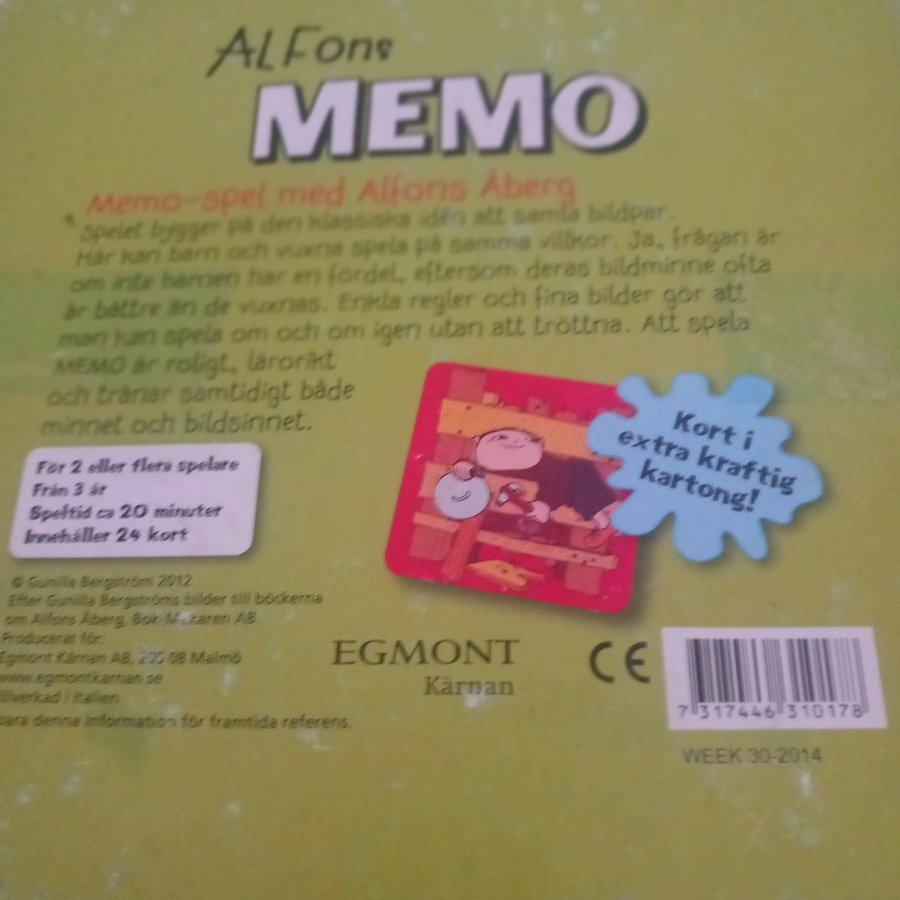 ALFons
MEMO
Memo-spel med Alfons Åberg
Spelet bygger på den klassiska idén att samla bildpar.
Här kan barn och vuxna spela på samma villkor. Ja, frågan är
om inte barnen har en fördel, eftersom deras bildminne ofta
är bättre än de vuxnas. Enkla regler och fina bilder gör att
man kan spela om och om igen utan att tröttna. Att spela
MEMO är roligt, lärorikt
och tränar samtidigt både
minnet och bildsinnet.
För 2 eller flera spelare
Från 3 år
Speltid ca 20 minuter
Innehåller 24 kort
Kort i
extra kraftig
kartong!
© Gunilla Bergström 2012
Efter Gunilla Bergströms bilder till böckerna
om Alfons Åberg, Bok-Makaren AB.
Producerat för:
Egmont Kärnan AB, 205 08 Malmö
www.egmontkarnan.se
Tillverkad i Italien
para denna information för framtida referens.
EGMONT
Kärnan
CE
7 317446 310178
WEEK 30-2014